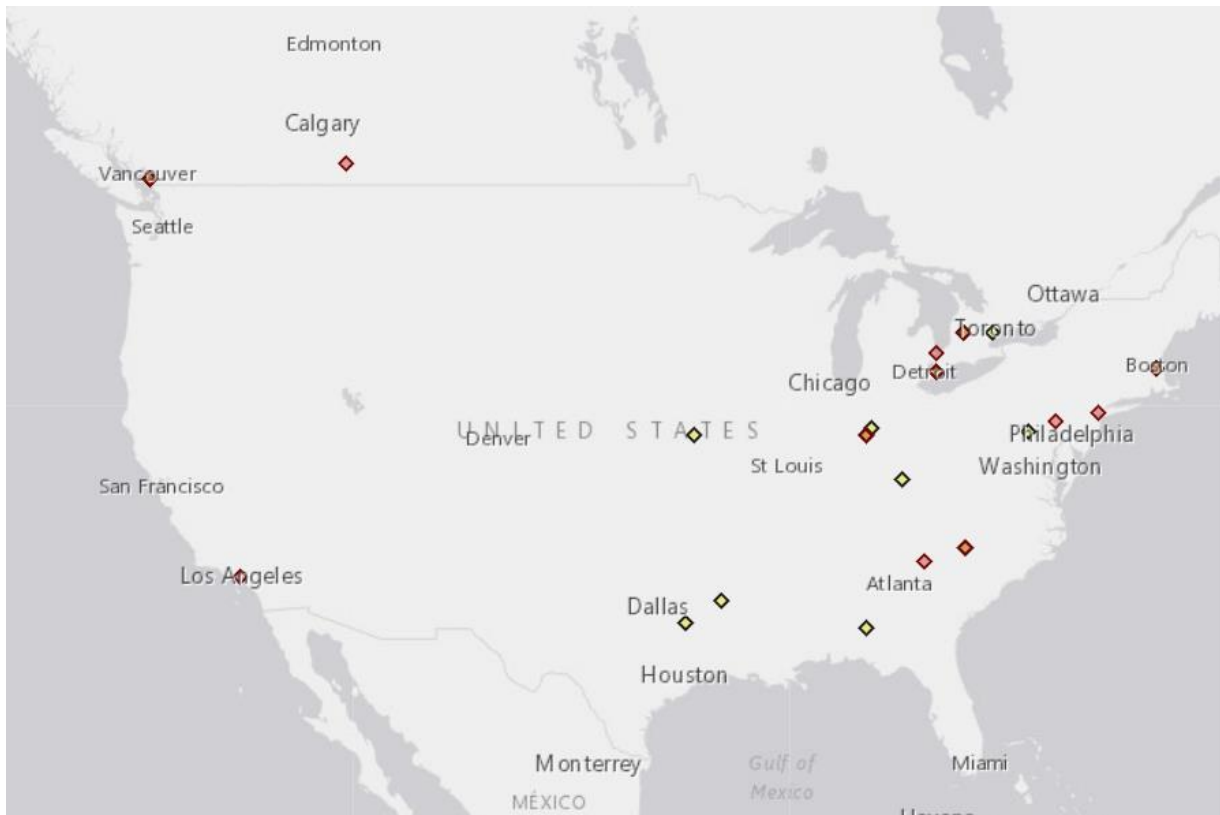 Edmonton
Calgary
Vancouver
Seattle
Ottawa
Toronto
Boston
Detroit
Chicago
UNITED STATES
Denver
Philadelphia
St Louis
Washington
San Francisco
Los Angeles
Atlanta
Dallas
Houston
Monterrey
Gulf of
Mexico
Miami
MÉXICO